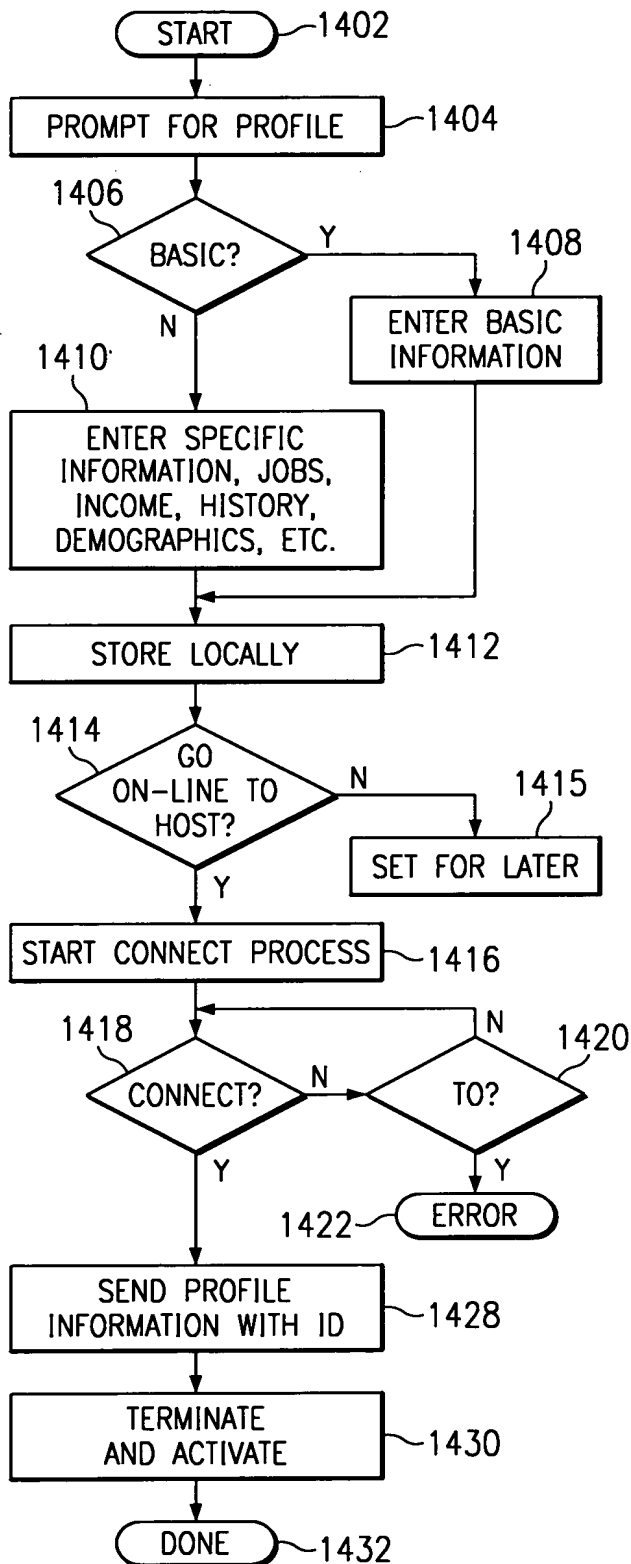 START
1402
PROMPT FOR PROFILE
1404
1406
BASIC?
Y
N
1408
ENTER BASIC
INFORMATION
1410
ENTER SPECIFIC
INFORMATION, JOBS,
INCOME, HISTORY,
DEMOGRAPHICS, ETC.
STORE LOCALLY
1412
1414
GO
ON-LINE TO
HOST?
N
Y
1415
SET FOR LATER
START CONNECT PROCESS
1416
1418
CONNECT?
N
Y
N
1420
TO?
Y
1422
ERROR
SEND PROFILE
INFORMATION WITH ID
1428
TERMINATE
AND ACTIVATE
1430
DONE
1432